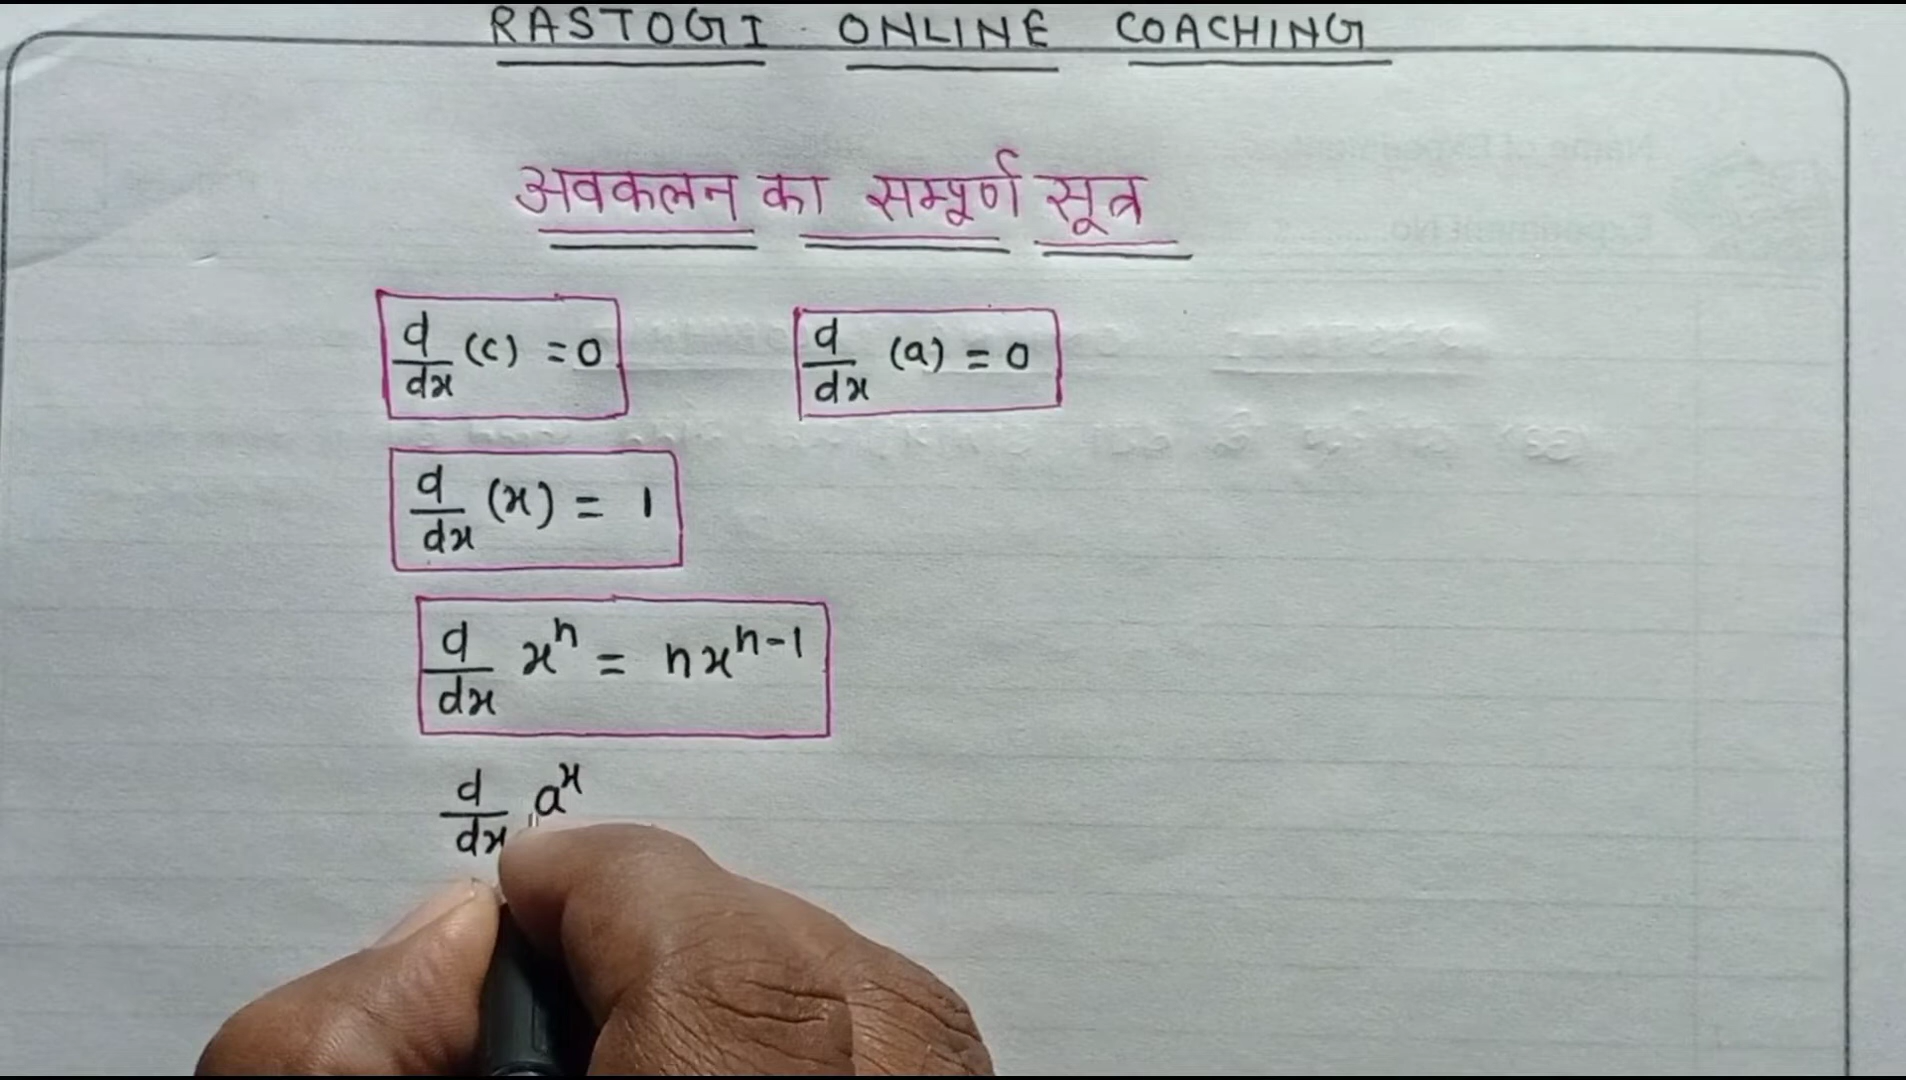 RASTOGI ONLINE COACHING
अवकलन का सम्पूर्ण सूत्र
d/dx (c) = 0    d/dx (a) = 0
d/dx (x) = 1
d/dx x^n = nx^n-1
d/dx a^x